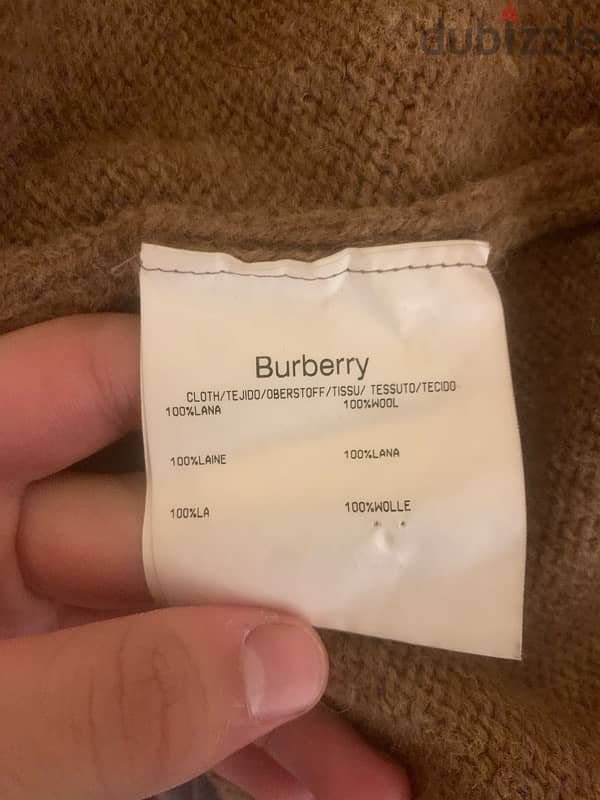 dubizzle
Burberry
CLOTH/TEJIDO/OBERSTOFF/TISSU/ TESSUTO/TECIDO
100%LANA 100%WOOL
100%LAINE 100%LANA
100%LA 100%WOLLE